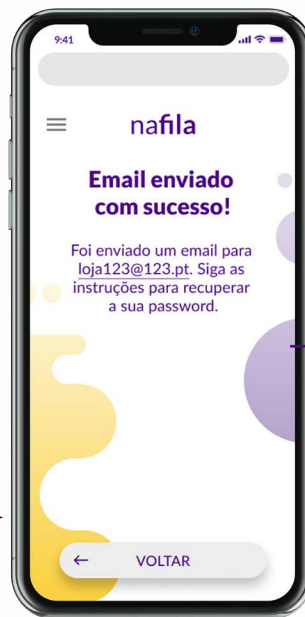 9:41
nafila
Email enviado
com sucesso!
Foi enviado um email para
loja123@123.pt. Siga as
instruções para recuperar
a sua password.
← VOLTAR